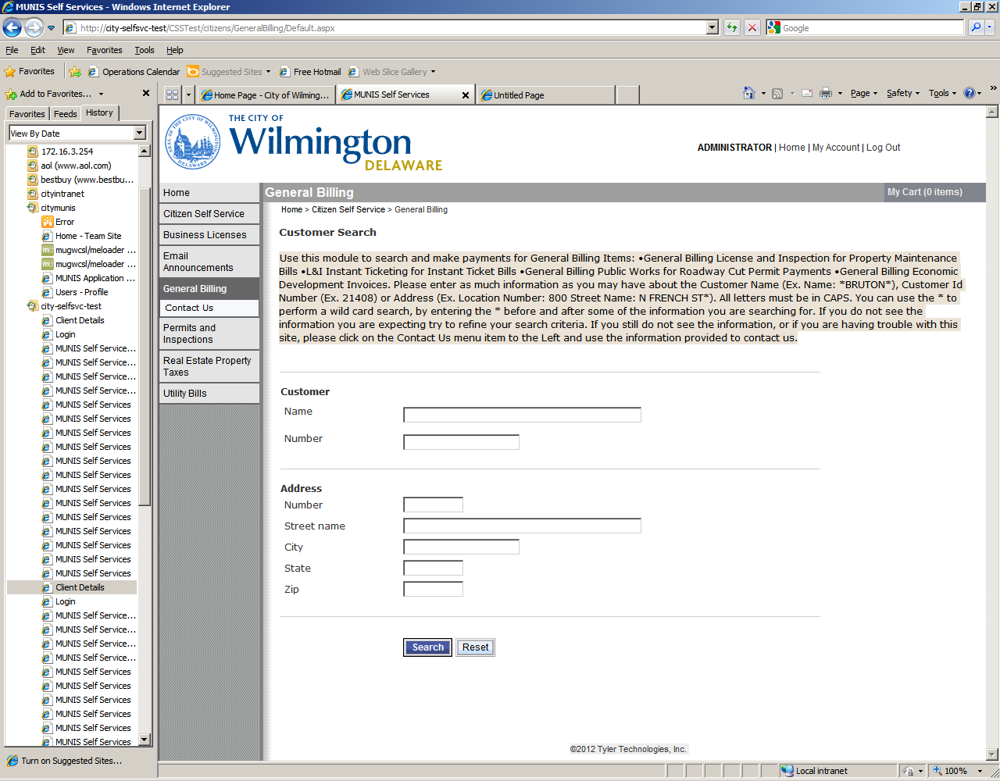 MUNIS Self Services - Windows Internet Explorer
http://city-selfsvc-test/CSSTest/citizens/GeneralBilling/Default.aspx
Google
File Edit View Favorites Tools Help
Favorites Operations Calendar Suggested Sites Free Hotmail Web Slice Gallery
Add to Favorites...
Home Page - City of Wilming... MUNIS Self Services Untitled Page
Page Safety Tools
Favorites Feeds History
View By Date
172.16.3.254
aol (www.aol.com)
bestbuy (www.bestbu...
cityintranet
citymunis
Error
Home - Team Site
mugwcsl/meloader ...
mugwcsl/meloader ...
MUNIS Application ...
Users - Profile
city-selfsvc-test
Client Details
Login
MUNIS Self Service...
MUNIS Self Service...
MUNIS Self Service...
MUNIS Self Service...
MUNIS Self Services
MUNIS Self Services
MUNIS Self Services
MUNIS Self Services
MUNIS Self Services
MUNIS Self Services
MUNIS Self Services
MUNIS Self Services
MUNIS Self Services
MUNIS Self Services
MUNIS Self Services
MUNIS Self Services
MUNIS Self Services
Client Details
Login
MUNIS Self Service...
MUNIS Self Service...
MUNIS Self Service...
MUNIS Self Service...
MUNIS Self Services
MUNIS Self Services
MUNIS Self Services
MUNIS Self Services
MUNIS Self Services
MUNIS Self Services
Turn on Suggested Sites...
THE CITY OF
Wilmington
DELAWARE
ADMINISTRATOR | Home | My Account | Log Out
Home
Citizen Self Service
Business Licenses
Email
Announcements
General Billing
Contact Us
Permits and
Inspections
Real Estate Property
Taxes
Utility Bills
General Billing
My Cart (0 items)
Home > Citizen Self Service > General Billing
Customer Search
Use this module to search and make payments for General Billing Items: •General Billing License and Inspection for Property Maintenance
Bills •L&I Instant Ticketing for Instant Ticket Bills •General Billing Public Works for Roadway Cut Permit Payments •General Billing Economic
Development Invoices. Please enter as much information as you may have about the Customer Name (Ex. Name: *BRUTON*), Customer Id
Number (Ex. 21408) or Address (Ex. Location Number: 800 Street Name: N FRENCH ST*). All letters must be in CAPS. You can use the * to
perform a wild card search, by entering the * before and after some of the information you are searching for. If you do not see the
information you are expecting try to refine your search criteria. If you still do not see the information, or if you are having trouble with this
site, please click on the Contact Us menu item to the Left and use the information provided to contact us.
Customer
Name
Number
Address
Number
Street name
City
State
Zip
Search Reset
©2012 Tyler Technologies, Inc.
Local intranet
100%